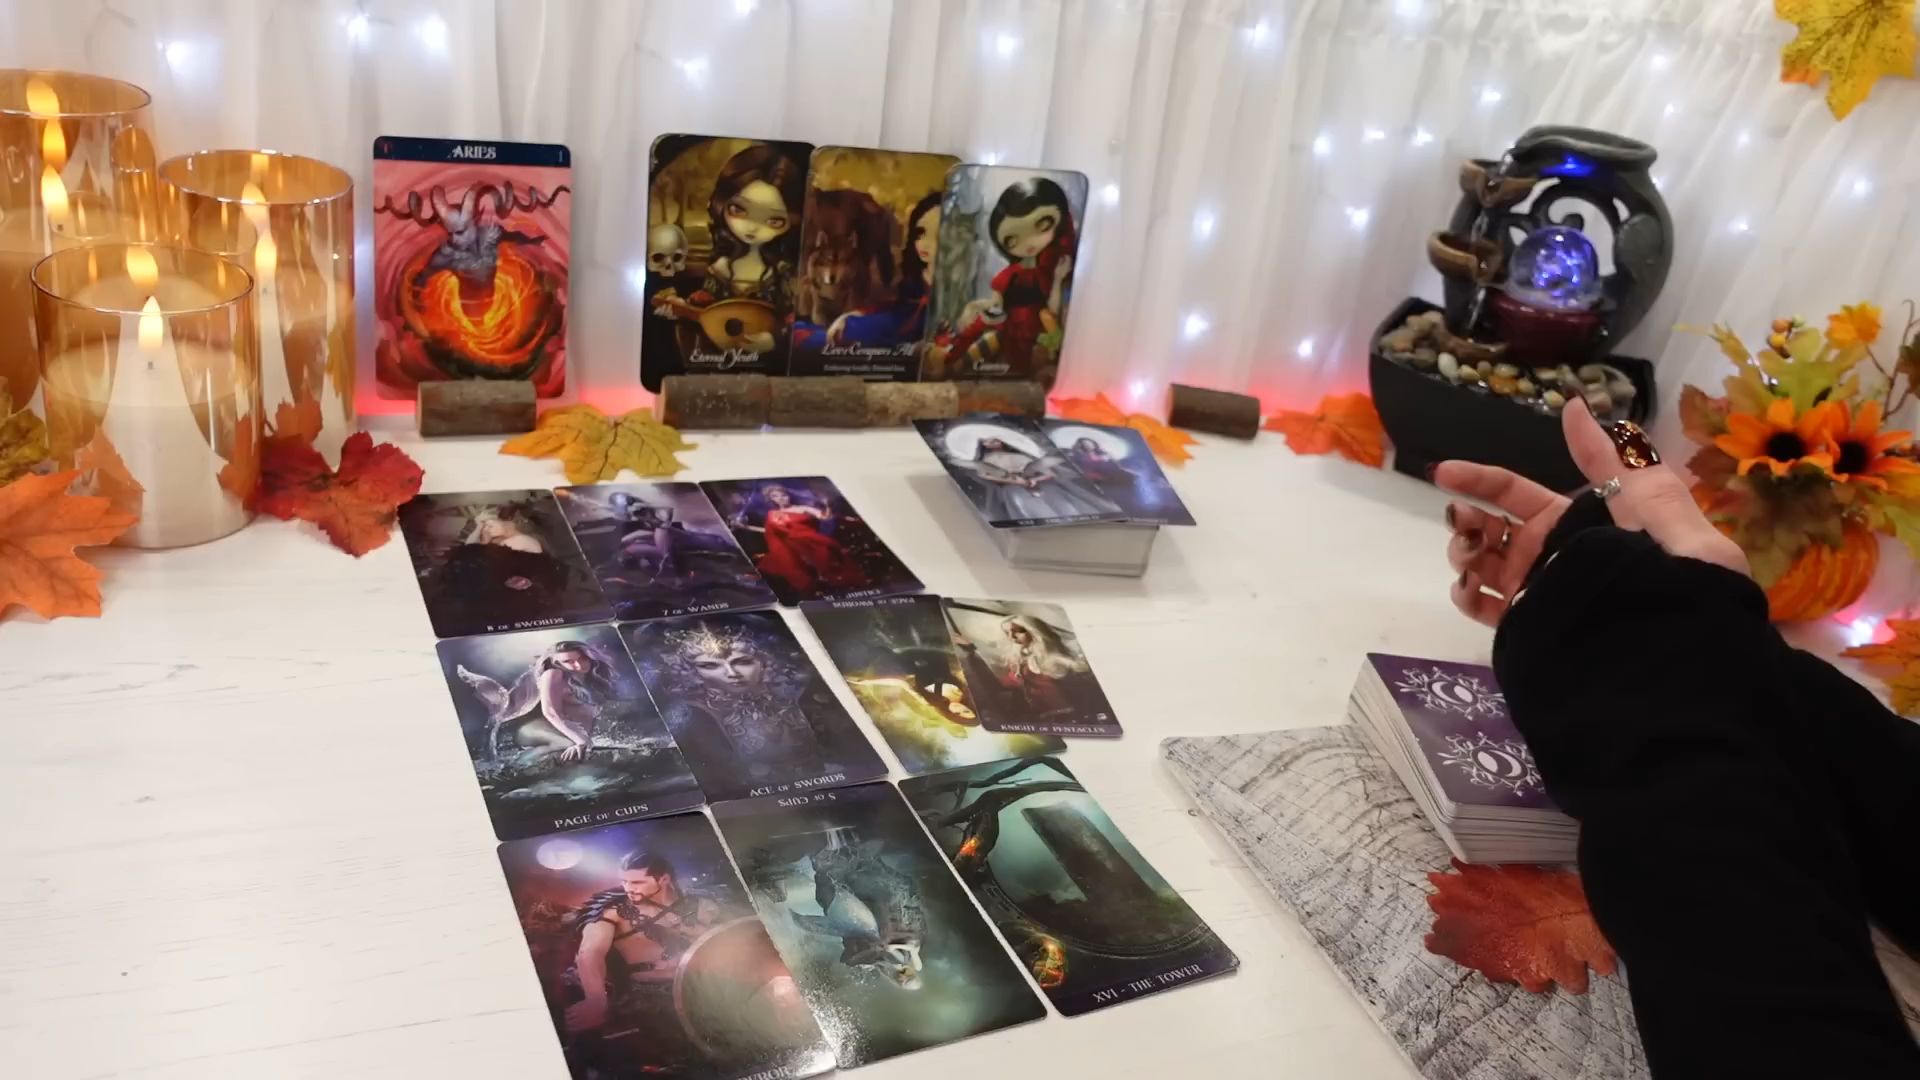 ARIES
Eternal Youth
Love Conquers All
8 OF SWORDS
7 OF WANDS
XI - JUSTICE
PAGE OF SWORDS
KNIGHT OF PENTACLES
PAGE OF CUPS
ACE OF SWORDS
5 OF CUPS
XVI - THE TOWER